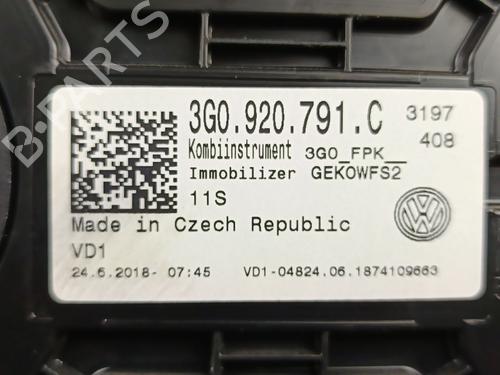 B-PARTS
3G0.920.791.C 3197
408
Kombiinstrument 3G0_FPK__
Immobilizer GEKOWFS2
11S
Made in Czech Republic
VD1
24.6.2018- 07:45 VD1-04824.06.1874109663